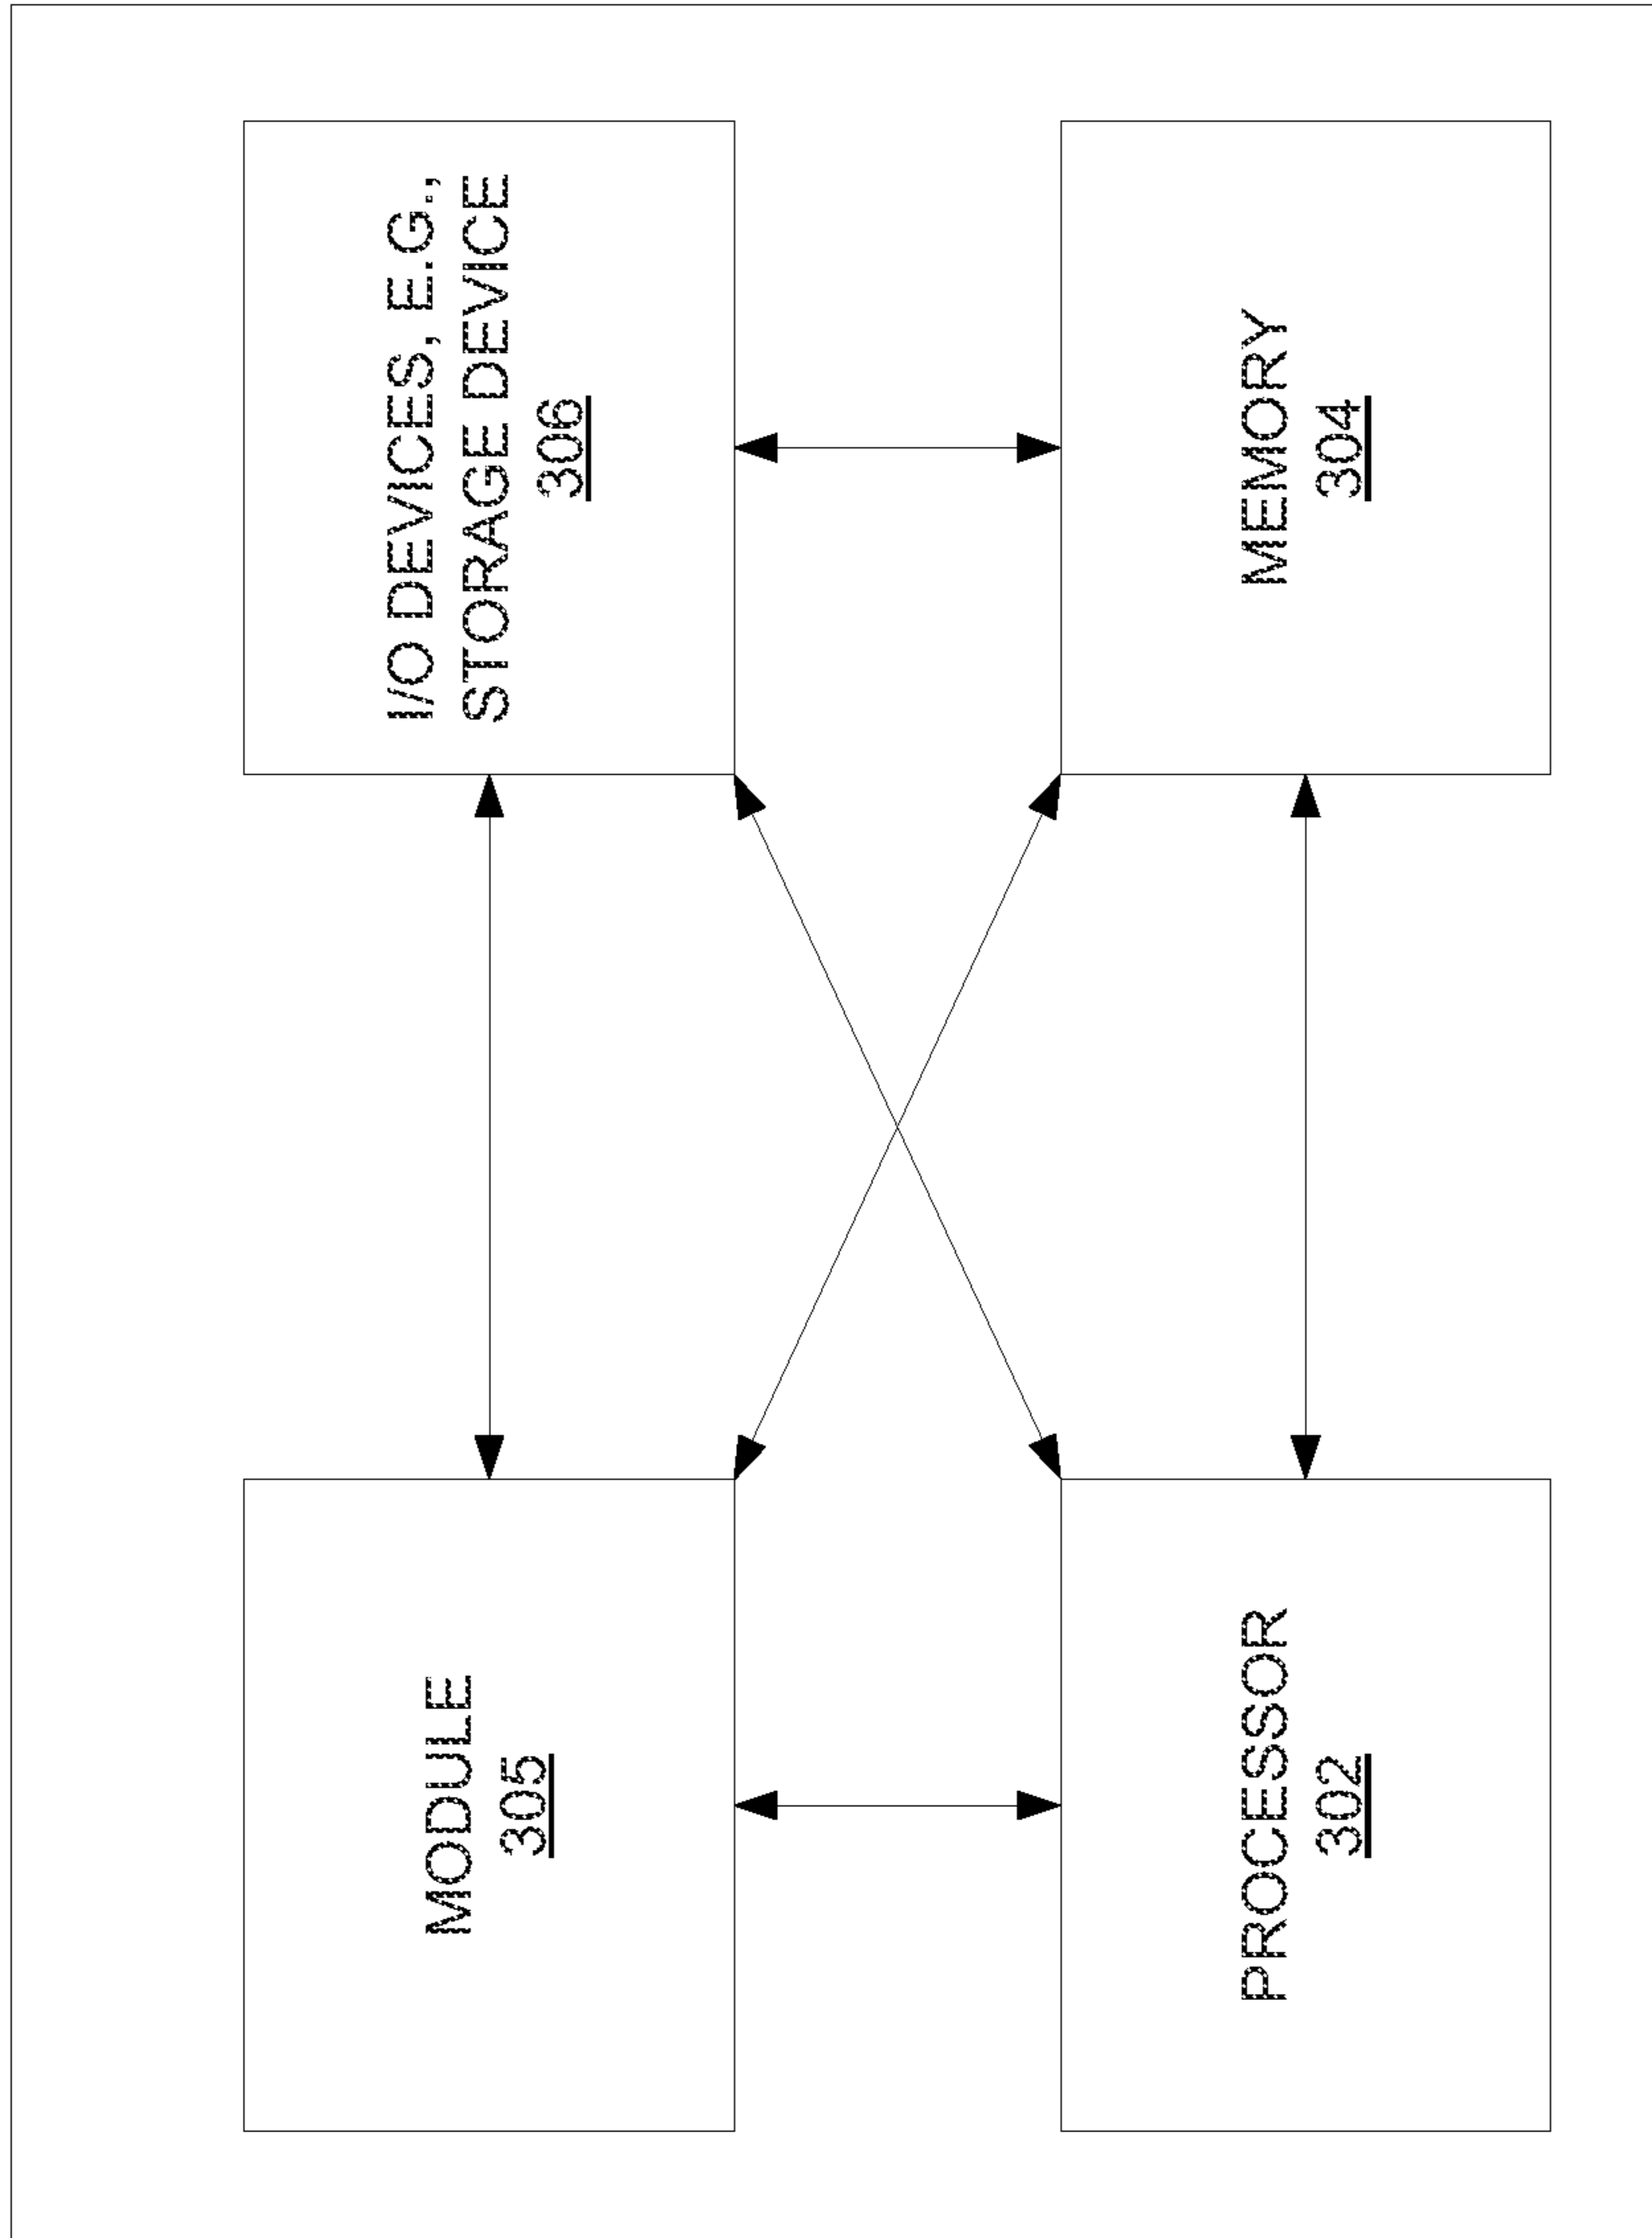 MODULE
305
I/O DEVICES, E.G.,
STORAGE DEVICE
306
PROCESSOR
302
MEMORY
304